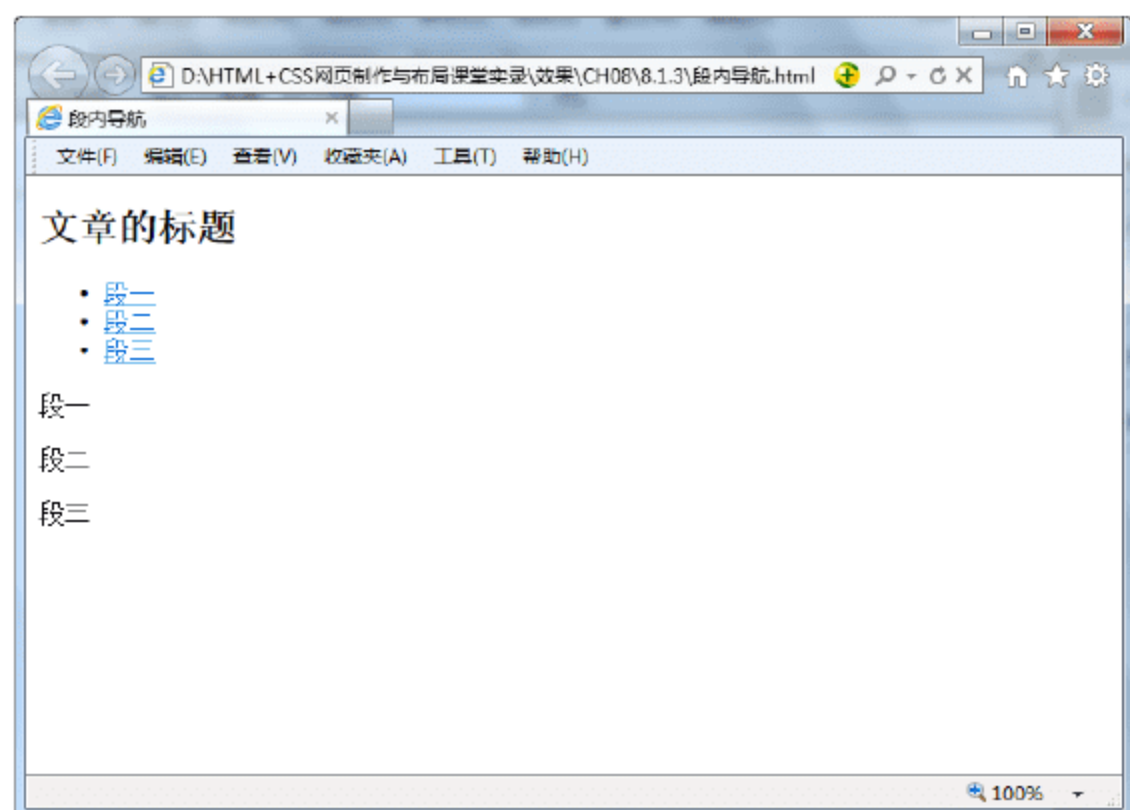 D:\HTML+CSS网页制作与布局课堂实录\效果\CH08\8.1.3\段内导航.html
段内导航
文件(F) 编辑(E) 查看(V) 收藏夹(A) 工具(T) 帮助(H)
文章的标题
• 段一
• 段二
• 段三
段一
段二
段三
100%